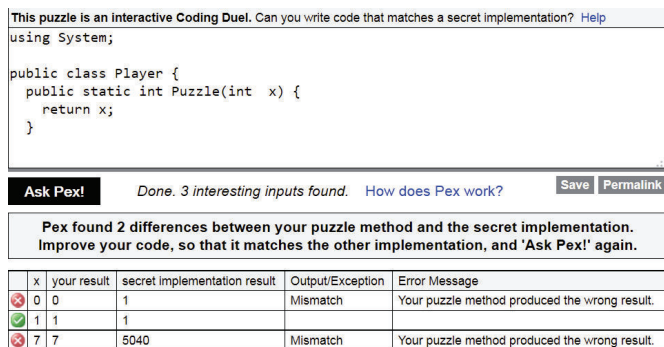 This puzzle is an interactive Coding Duel. Can you write code that matches a secret implementation? Help
using System;
public class Player {
public static int Puzzle(int  x) {
return x;
}
Ask Pex! Done. 3 interesting inputs found. How does Pex work? Save Permalink
Pex found 2 differences between your puzzle method and the secret implementation.
Improve your code, so that it matches the other implementation, and 'Ask Pex!' again.
x your result secret implementation result Output/Exception Error Message
0 0 1 Mismatch Your puzzle method produced the wrong result.
1 1 1
7 7 5040 Mismatch Your puzzle method produced the wrong result.